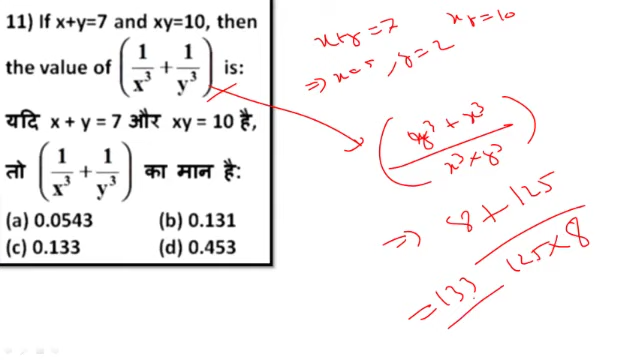 11) If x+y=7 and xy=10, then
the value of (1/x³ + 1/y³) is:
यदि x + y = 7 और xy = 10 है,
तो (1/x³ + 1/y³) का मान है:
(a) 0.0543 (b) 0.131
(c) 0.133 (d) 0.453
x+y=7 xy=10
⇒ x=5, y=2
(y³+x³ / x³×y³)
⇒ 8+125 / 125×8
=133